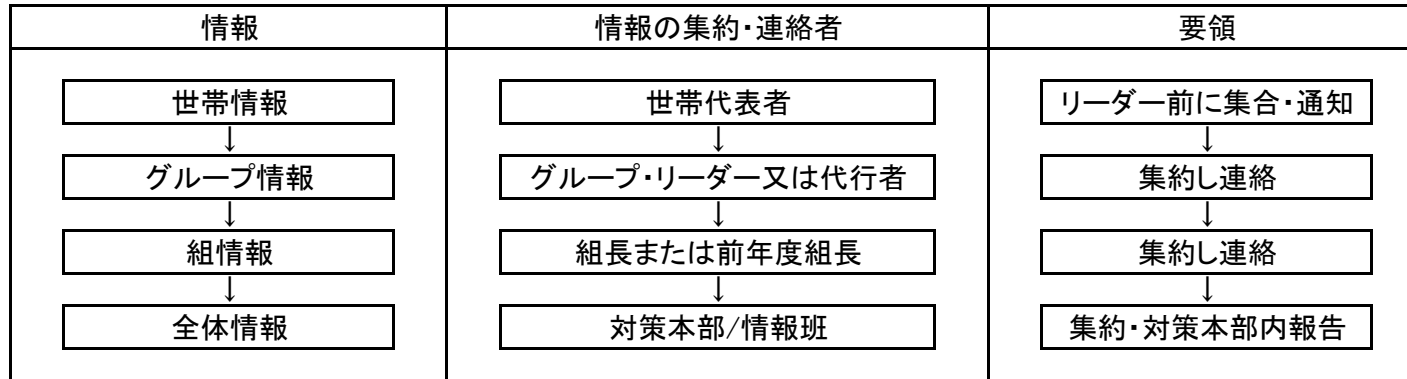 情報 情報の集約・連絡者 要領
世帯情報 世帯代表者 リーダー前に集合・通知
↓ ↓ ↓
グループ情報 グループ・リーダー又は代行者 集約し連絡
↓ ↓ ↓
組情報 組長または前年度組長 集約し連絡
↓ ↓ ↓
全体情報 対策本部/情報班 集約・対策本部内報告